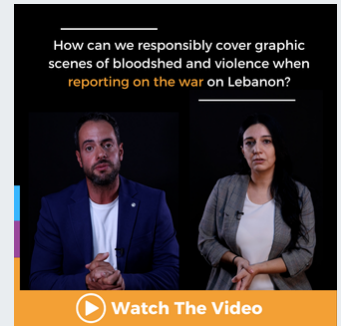 How can we responsibly cover graphic
scenes of bloodshed and violence when
reporting on the war on Lebanon?
Watch The Video